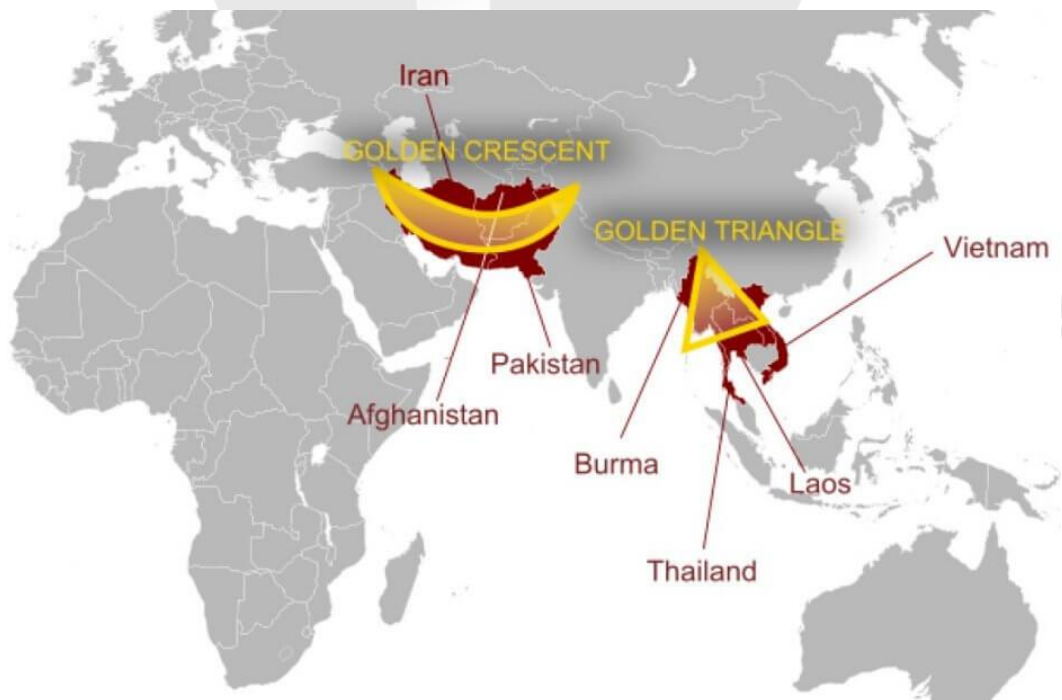 Iran
GOLDEN CRESCENT
GOLDEN TRIANGLE
Vietnam
Pakistan
Afghanistan
Burma
Laos
Thailand